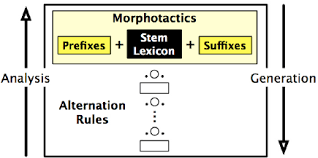 Morphotactics
Prefixes + Stem Lexicon + Suffixes
Analysis
Generation
Alternation
Rules